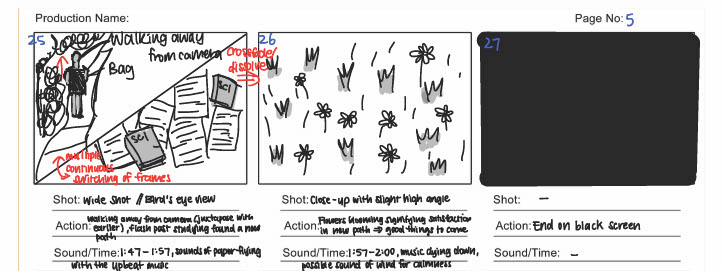 Production Name:
Page No: 5
25
Walking away
from camera
Bag
crossfade/
dissolve
SCI
SCI
multiple
continuous
switching of frames
26
27
Shot: Wide shot // Bird's eye view
Action: Walking away from camera (juxtapose with
earlier), flash past studying found a new
path
Sound/Time: 1:47-1:57, sounds of paper flying
with the upbeat music
Shot: Close-up with slight high angle
Action: Flowers blooming signifying satisfaction
in new path ⇒ good things to come
Sound/Time: 1:57-2:00, music dying down,
possible sound of wind for calmness
Shot: -
Action: End on black screen
Sound/Time: -